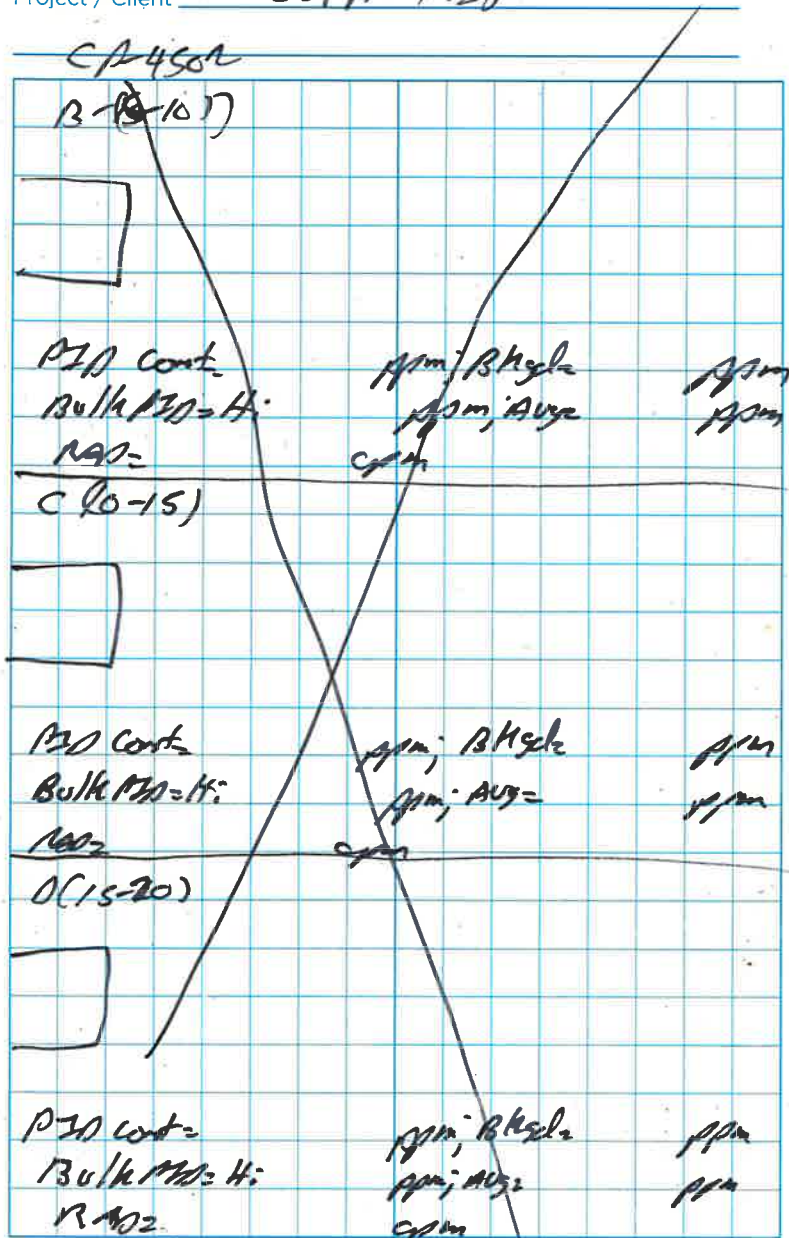 Project / Client
B-(5-10')
PID cont= ppm; BKgd= ppm
Bulk PID= Hi ppm; Avg= ppm
RAD= cpm
C (10-15)
PID cont= ppm; BKgd= ppm
Bulk PID= Hi ppm; Avg= ppm
RAD= cpm
D(15-20)
PID cont= ppm; BKgd= ppm
Bulk PID= Hi ppm; Avg= ppm
RAD= cpm